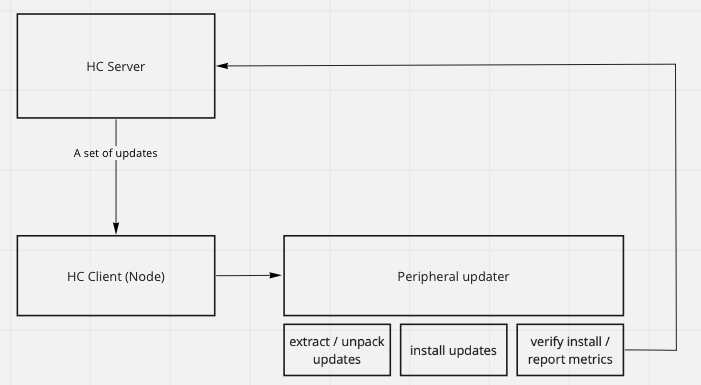 HC Server
A set of updates
HC Client (Node)
Peripheral updater
extract / unpack
updates
install updates
verify install /
report metrics